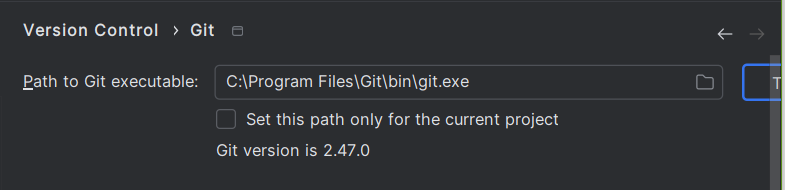 Version Control › Git
Path to Git executable: C:\Program Files\Git\bin\git.exe
Set this path only for the current project
Git version is 2.47.0